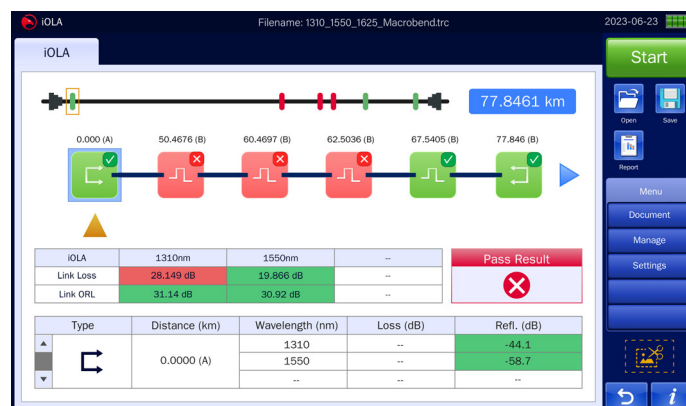 iOLA
Filename: 1310_1550_1625_Macrobend.trc
2023-06-23
iOLA
Start
77.8461 km
Open
Save
0.000 (A)
50.4676 (B)
60.4697 (B)
62.5036 (B)
67.5405 (B)
77.846 (B)
Report
Menu
Document
Manage
Settings
iOLA 1310nm 1550nm --
Link Loss 28.149 dB 19.866 dB --
Link ORL 31.14 dB 30.92 dB --
Pass Result
Type Distance (km) Wavelength (nm) Loss (dB) Refl. (dB)
0.0000 (A)
1310 -- -44.1
1550 -- -58.7
-- -- --
i